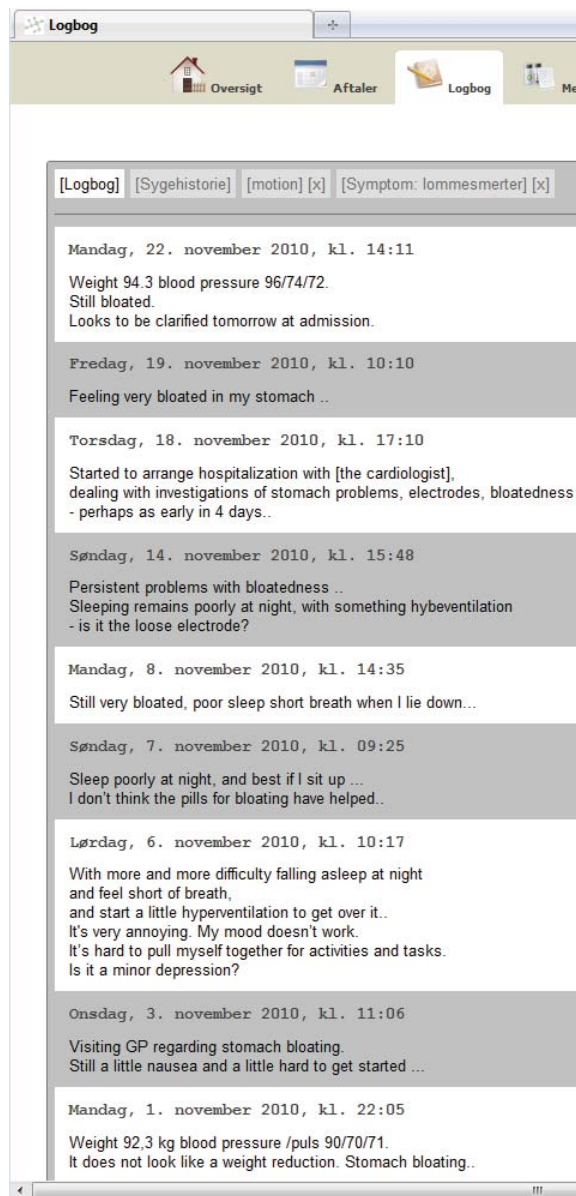 Logbog
Oversigt
Aftaler
Logbog
[Logbog] [Sygehistorie] [motion] [x] [Symptom: lommesmerter] [x]
Mandag, 22. november 2010, kl. 14:11
Weight 94.3 blood pressure 96/74/72.
Still bloated.
Looks to be clarified tomorrow at admission.
Fredag, 19. november 2010, kl. 10:10
Feeling very bloated in my stomach ..
Torsdag, 18. november 2010, kl. 17:10
Started to arrange hospitalization with [the cardiologist],
dealing with investigations of stomach problems, electrodes, bloatedness
- perhaps as early in 4 days..
Søndag, 14. november 2010, kl. 15:48
Persistent problems with bloatedness ..
Sleeping remains poorly at night, with something hybeventilation
- is it the loose electrode?
Mandag, 8. november 2010, kl. 14:35
Still very bloated, poor sleep short breath when I lie down...
Søndag, 7. november 2010, kl. 09:25
Sleep poorly at night, and best if I sit up ...
I don't think the pills for bloating have helped..
Lørdag, 6. november 2010, kl. 10:17
With more and more difficulty falling asleep at night
and feel short of breath,
and start a little hyperventilation to get over it..
It's very annoying. My mood doesn't work.
It's hard to pull myself together for activities and tasks.
Is it a minor depression?
Onsdag, 3. november 2010, kl. 11:06
Visiting GP regarding stomach bloating.
Still a little nausea and a little hard to get started ...
Mandag, 1. november 2010, kl. 22:05
Weight 92,3 kg blood pressure /puls 90/70/71.
It does not look like a weight reduction. Stomach bloating..